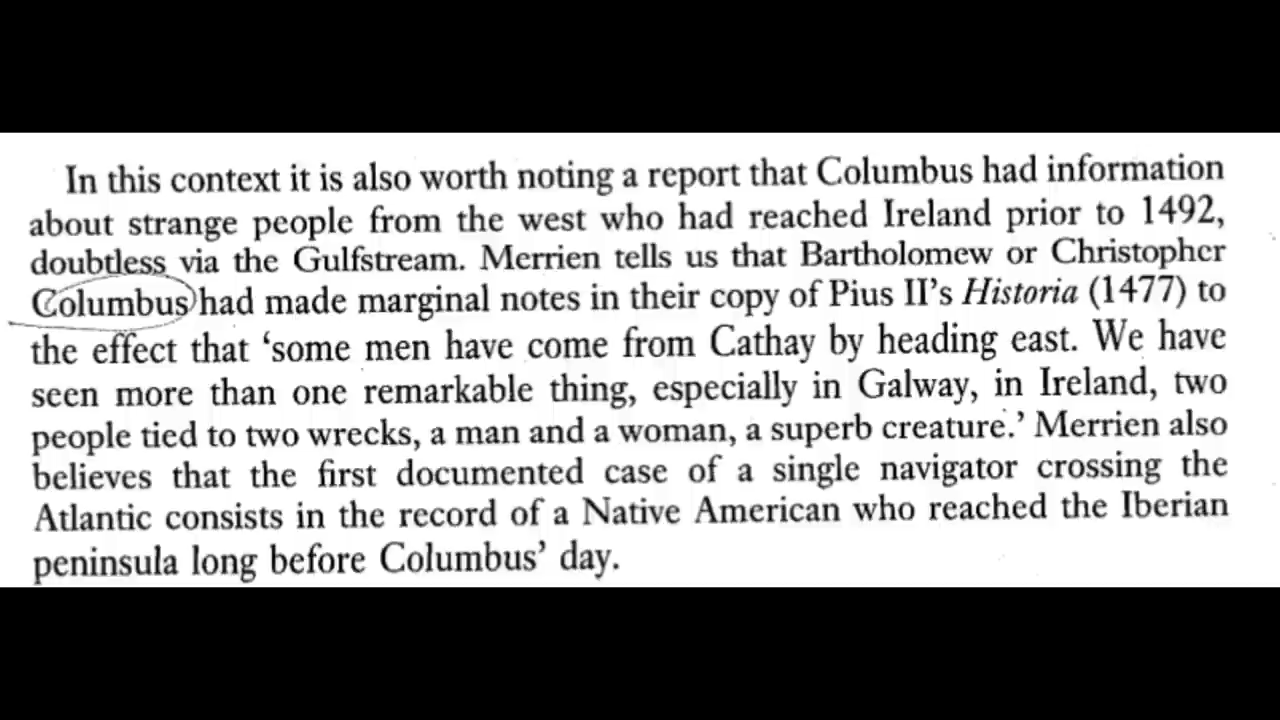 In this context it is also worth noting a report that Columbus had information
about strange people from the west who had reached Ireland prior to 1492,
doubtless via the Gulfstream. Merrien tells us that Bartholomew or Christopher
Columbus had made marginal notes in their copy of Pius II's Historia (1477) to
the effect that 'some men have come from Cathay by heading east. We have
seen more than one remarkable thing, especially in Galway, in Ireland, two
people tied to two wrecks, a man and a woman, a superb creature.' Merrien also
believes that the first documented case of a single navigator crossing the
Atlantic consists in the record of a Native American who reached the Iberian
peninsula long before Columbus' day.